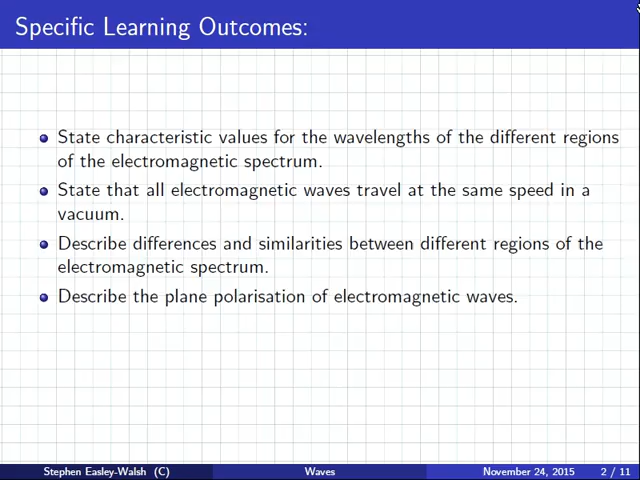 Specific Learning Outcomes:
State characteristic values for the wavelengths of the different regions
of the electromagnetic spectrum.
State that all electromagnetic waves travel at the same speed in a
vacuum.
Describe differences and similarities between different regions of the
electromagnetic spectrum.
Describe the plane polarisation of electromagnetic waves.
Stephen Easley-Walsh (C) Waves November 24, 2015 2 / 11